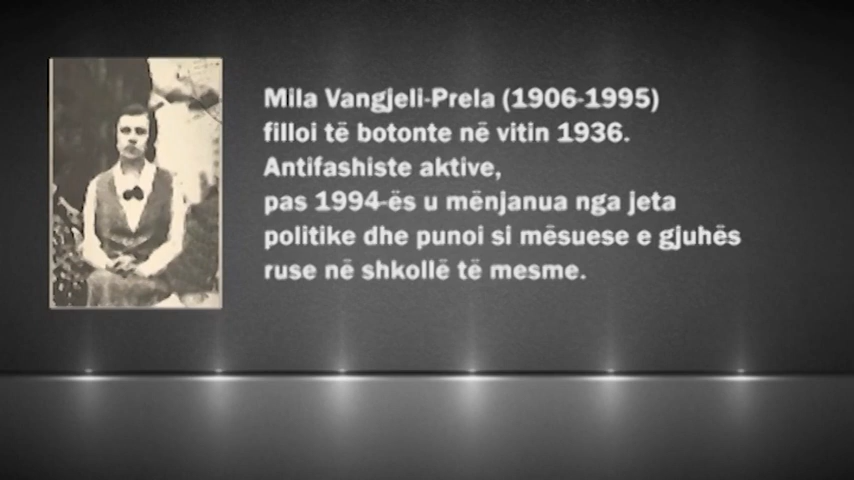 Mila Vangjeli-Prela (1906-1995)
filloi të botonte në vitin 1936.
Antifashiste aktive,
pas 1994-ës u mënjanua nga jeta
politike dhe punoi si mësuese e gjuhës
ruse në shkollë të mesme.